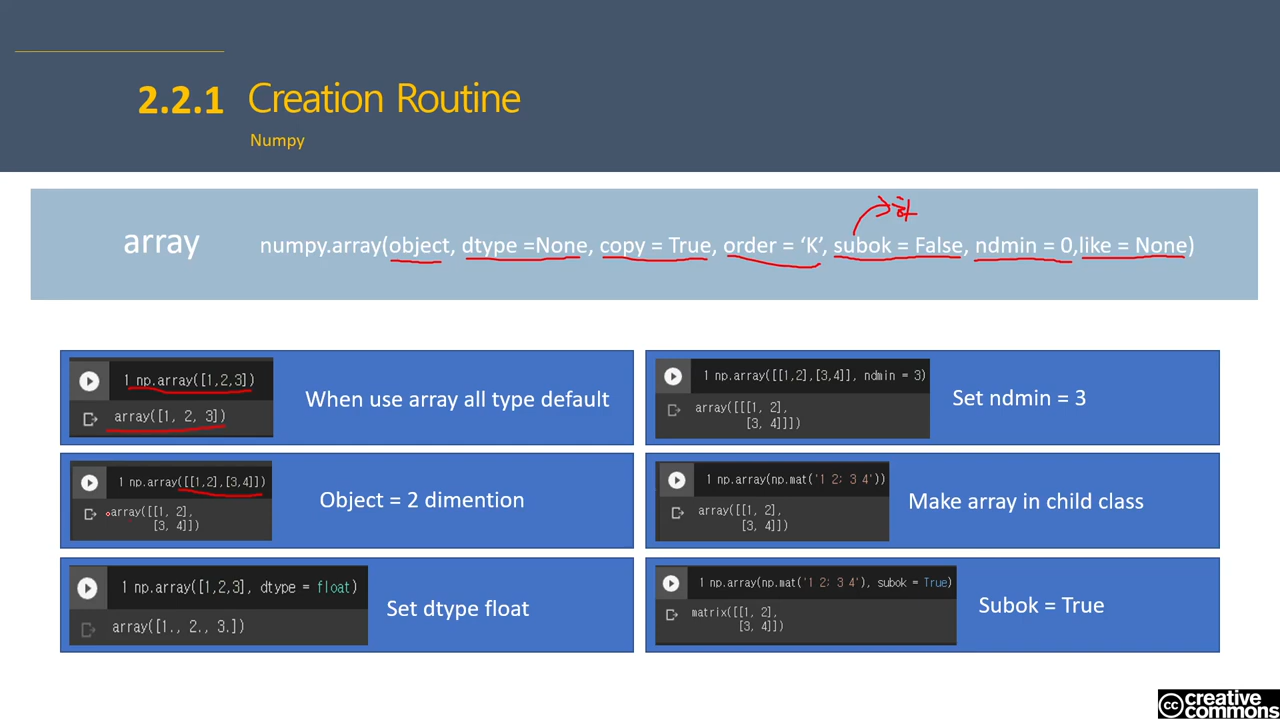 2.2.1 Creation Routine
Numpy
array
numpy.array(object, dtype =None, copy = True, order = ‘K’, subok = False, ndmin = 0,like = None)
1 np.array([1,2,3])
array([1, 2, 3])
When use array all type default
1 np.array([[1,2],[3,4]])
array([[1, 2],
[3, 4]])
Object = 2 dimention
1 np.array([1,2,3], dtype = float)
array([1., 2., 3.])
Set dtype float
1 np.array([[1,2],[3,4]], ndmin = 3)
array([[[1, 2],
[3, 4]]])
Set ndmin = 3
1 np.array(np.mat('1 2; 3 4'))
array([[1, 2],
[3, 4]])
Make array in child class
1 np.array(np.mat('1 2; 3 4'), subok = True)
matrix([[1, 2],
[3, 4]])
Subok = True
cc creative
commons